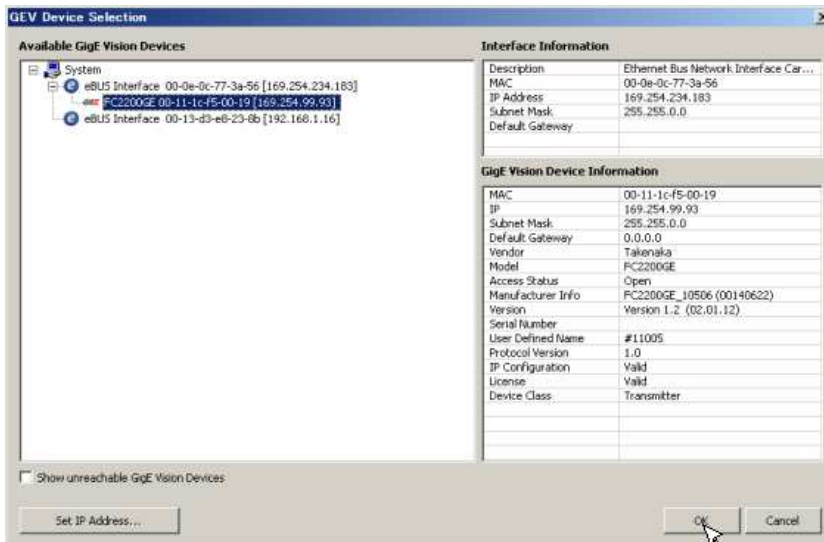 GEV Device Selection
Available GigE Vision Devices
System
eBUS Interface 00-0e-0c-77-3a-56 [169.254.234.183]
FC2200GE 00-11-1c-f5-00-19 [169.254.99.93]
eBUS Interface 00-13-d3-e8-23-8b [192.168.1.16]
Show unreachable GigE Vision Devices
Set IP Address...
Interface Information
Description Ethernet Bus Network Interface Car...
MAC 00-0e-0c-77-3a-56
IP Address 169.254.234.183
Subnet Mask 255.255.0.0
Default Gateway
GigE Vision Device Information
MAC 00-11-1c-f5-00-19
IP 169.254.99.93
Subnet Mask 255.255.0.0
Default Gateway 0.0.0.0
Vendor Takenaka
Model FC2200GE
Access Status Open
Manufacturer Info FC2200GE_10506 (00140622)
Version Version 1.2 (02.01.12)
Serial Number
User Defined Name #11005
Protocol Version 1.0
IP Configuration Valid
License Valid
Device Class Transmitter
OK Cancel